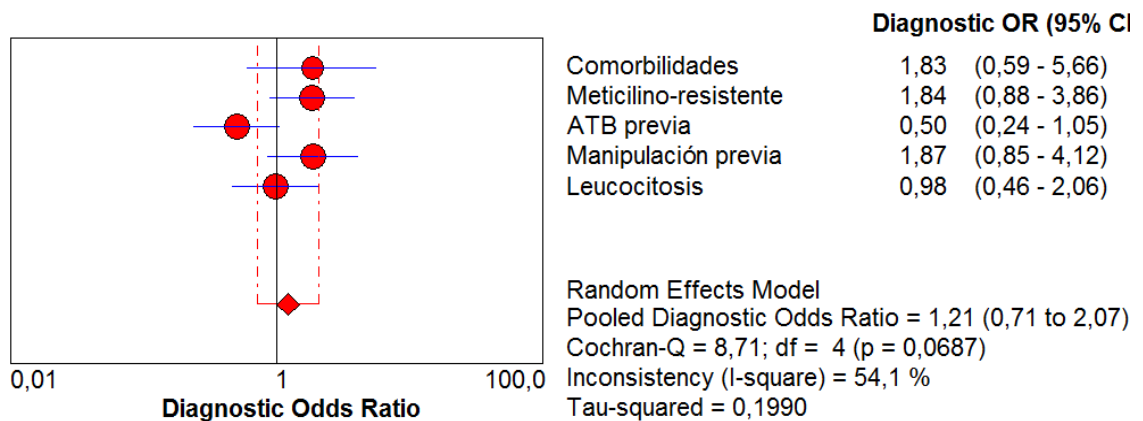 Diagnostic OR (95% CI
Comorbilidades 1,83 (0,59 - 5,66)
Meticilino-resistente 1,84 (0,88 - 3,86)
ATB previa 0,50 (0,24 - 1,05)
Manipulación previa 1,87 (0,85 - 4,12)
Leucocitosis 0,98 (0,46 - 2,06)
Random Effects Model
Pooled Diagnostic Odds Ratio = 1,21 (0,71 to 2,07)
Cochran-Q = 8,71; df = 4 (p = 0,0687)
Inconsistency (I-square) = 54,1 %
Tau-squared = 0,1990
0,01 1 100,0
Diagnostic Odds Ratio